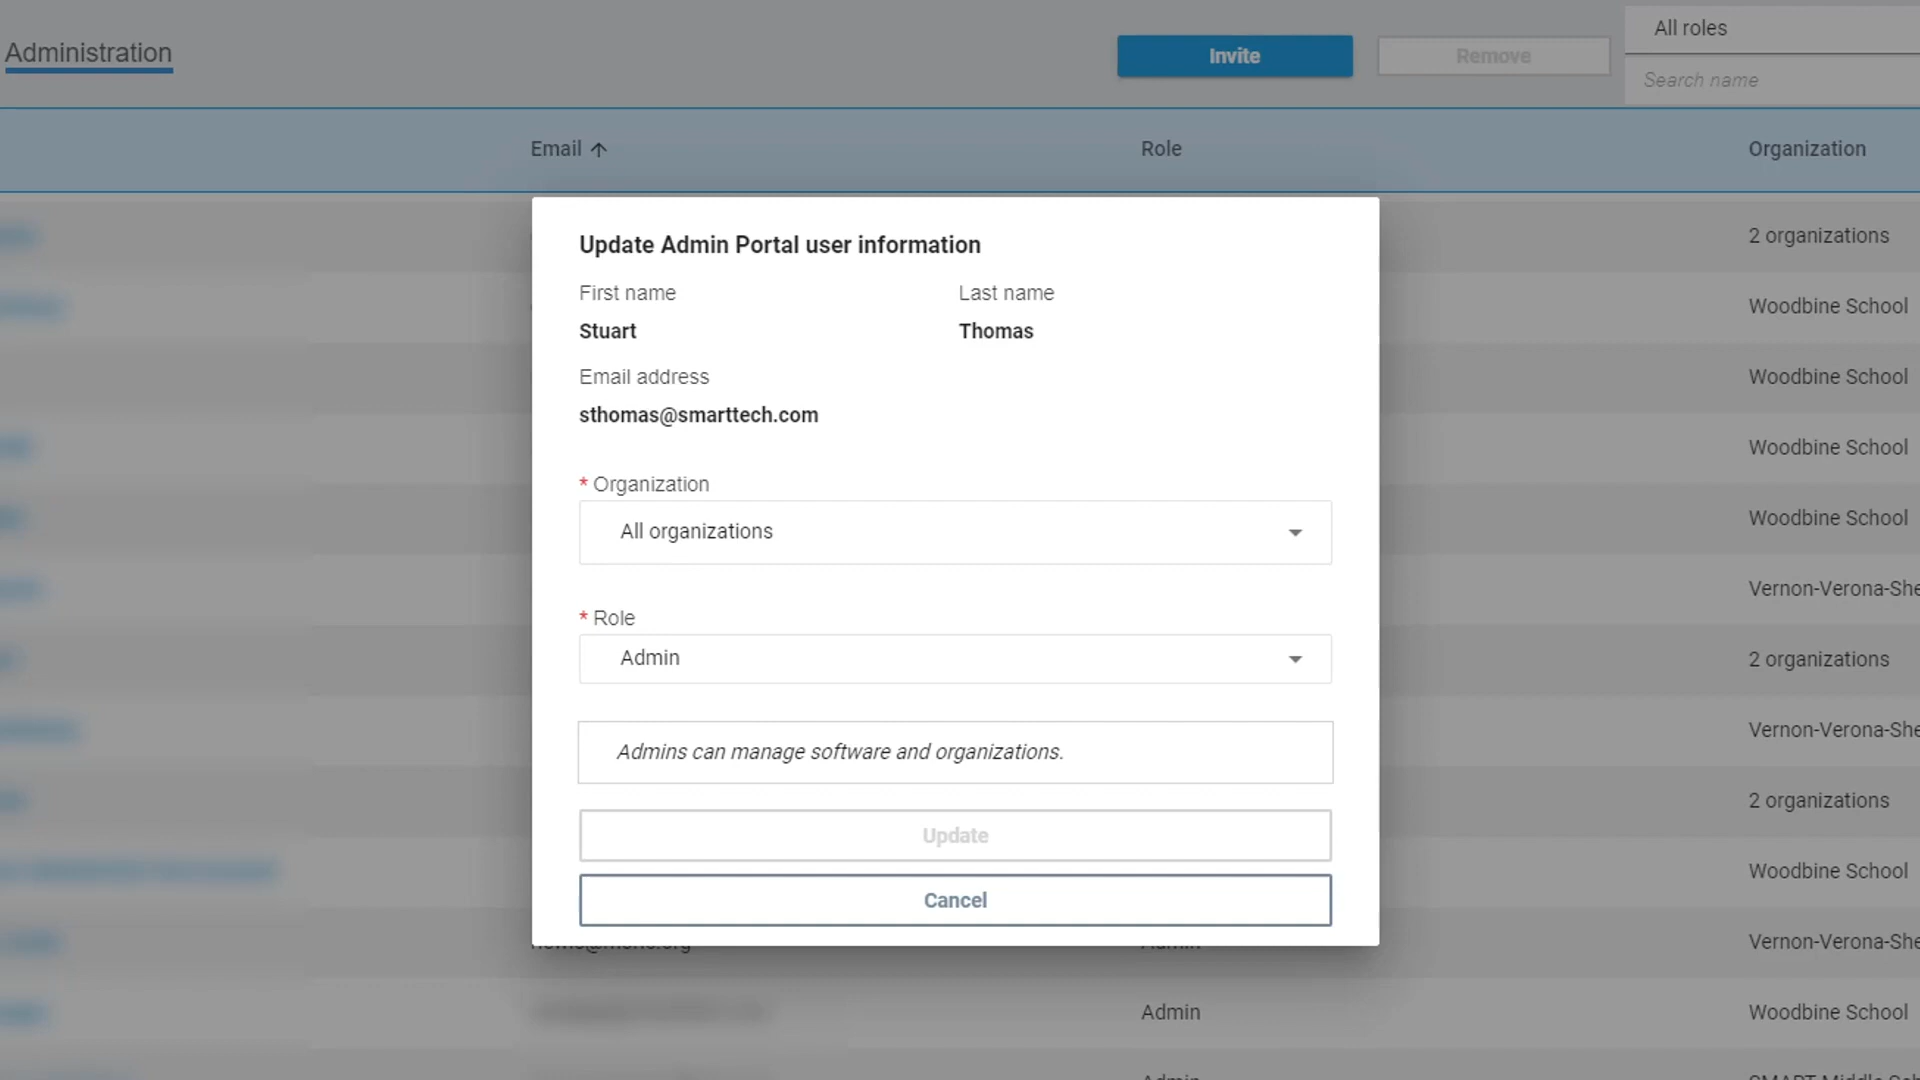 Administration
Invite
Remove
All roles
Search name
Email
Role
Organization
Update Admin Portal user information
First name
Last name
Stuart
Thomas
Email address
sthomas@smarttech.com
* Organization
All organizations
* Role
Admin
Admins can manage software and organizations.
Update
Cancel
2 organizations
Woodbine School
Woodbine School
Woodbine School
Woodbine School
Vernon-Verona-She
2 organizations
Vernon-Verona-She
2 organizations
Woodbine School
Admin
Vernon-Verona-She
Admin
Woodbine School
Admin